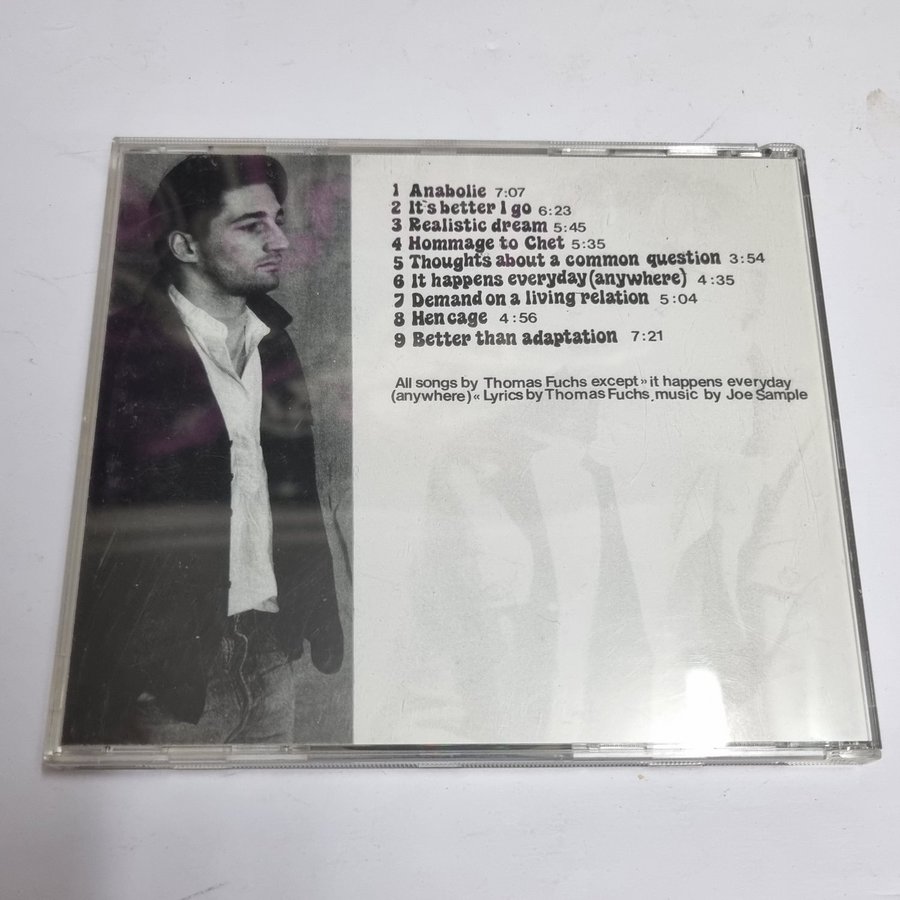 1 Anabolie 7:07
2 It's better I go 6:23
3 Realistic dream 5:45
4 Hommage to Chet 5:35
5 Thoughts about a common question 3:54
6 It happens everyday (anywhere) 4:35
7 Demand on a living relation 5:04
8 Hen cage 4:56
9 Better than adaptation 7:21
All songs by Thomas Fuchs except »it happens everyday
(anywhere)« Lyrics by Thomas Fuchs, music by Joe Sample